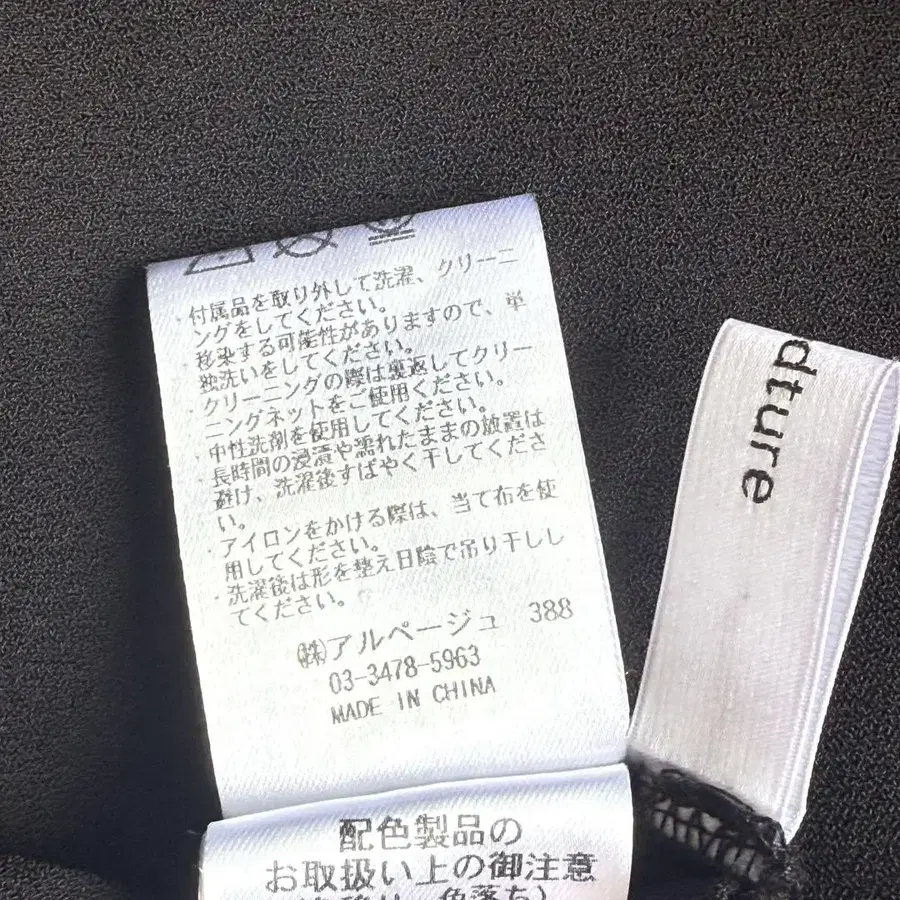 ・付属品を取り外して洗濯、クリーニ
ングをしてください。
移染する可能性がありますので、単
独洗いをしてください。
・クリーニングの際は裏返してクリー
ニングネットをご使用ください。
・中性洗剤を使用してください。
長時間の浸漬や濡れたままの放置は
避け、洗濯後すばやく干してくださ
い。
・アイロンをかける際は、当て布を使
用してください。
・洗濯後は形を整え日陰で吊り干しし
てください。
㈱アルページュ 388
03-3478-5963
MADE IN CHINA
配色製品の
お取扱い上の御注意
色落ち)
dture